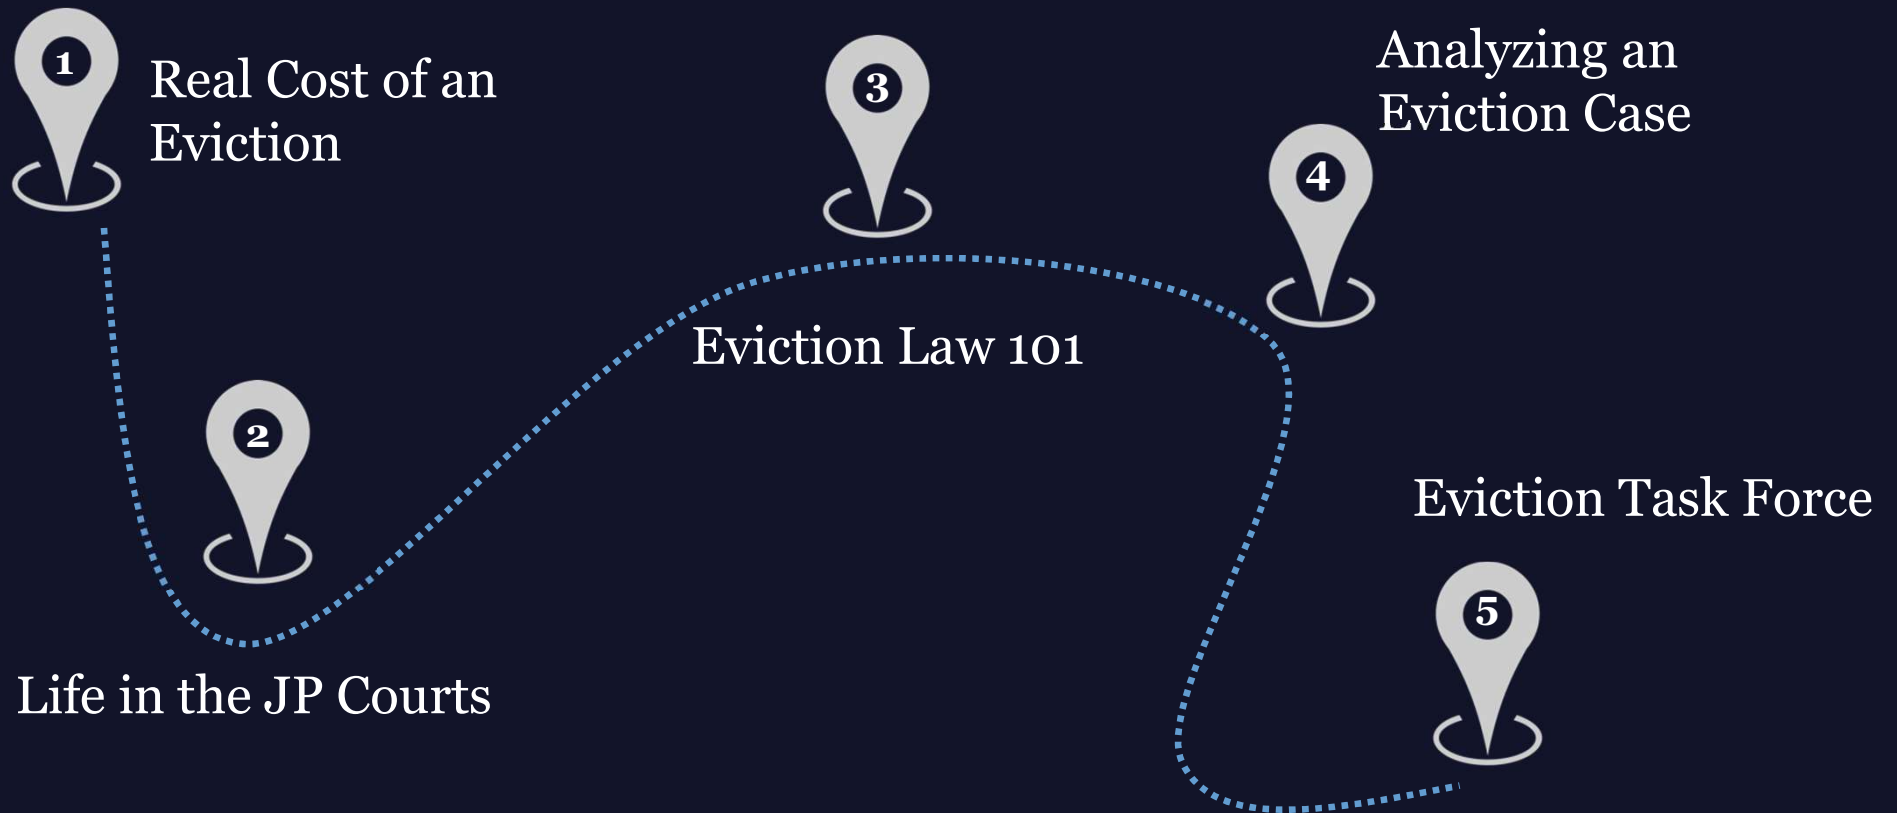 1
Real Cost of an
Eviction
2
Life in the JP Courts
3
Eviction Law 101
4
Analyzing an
Eviction Case
5
Eviction Task Force